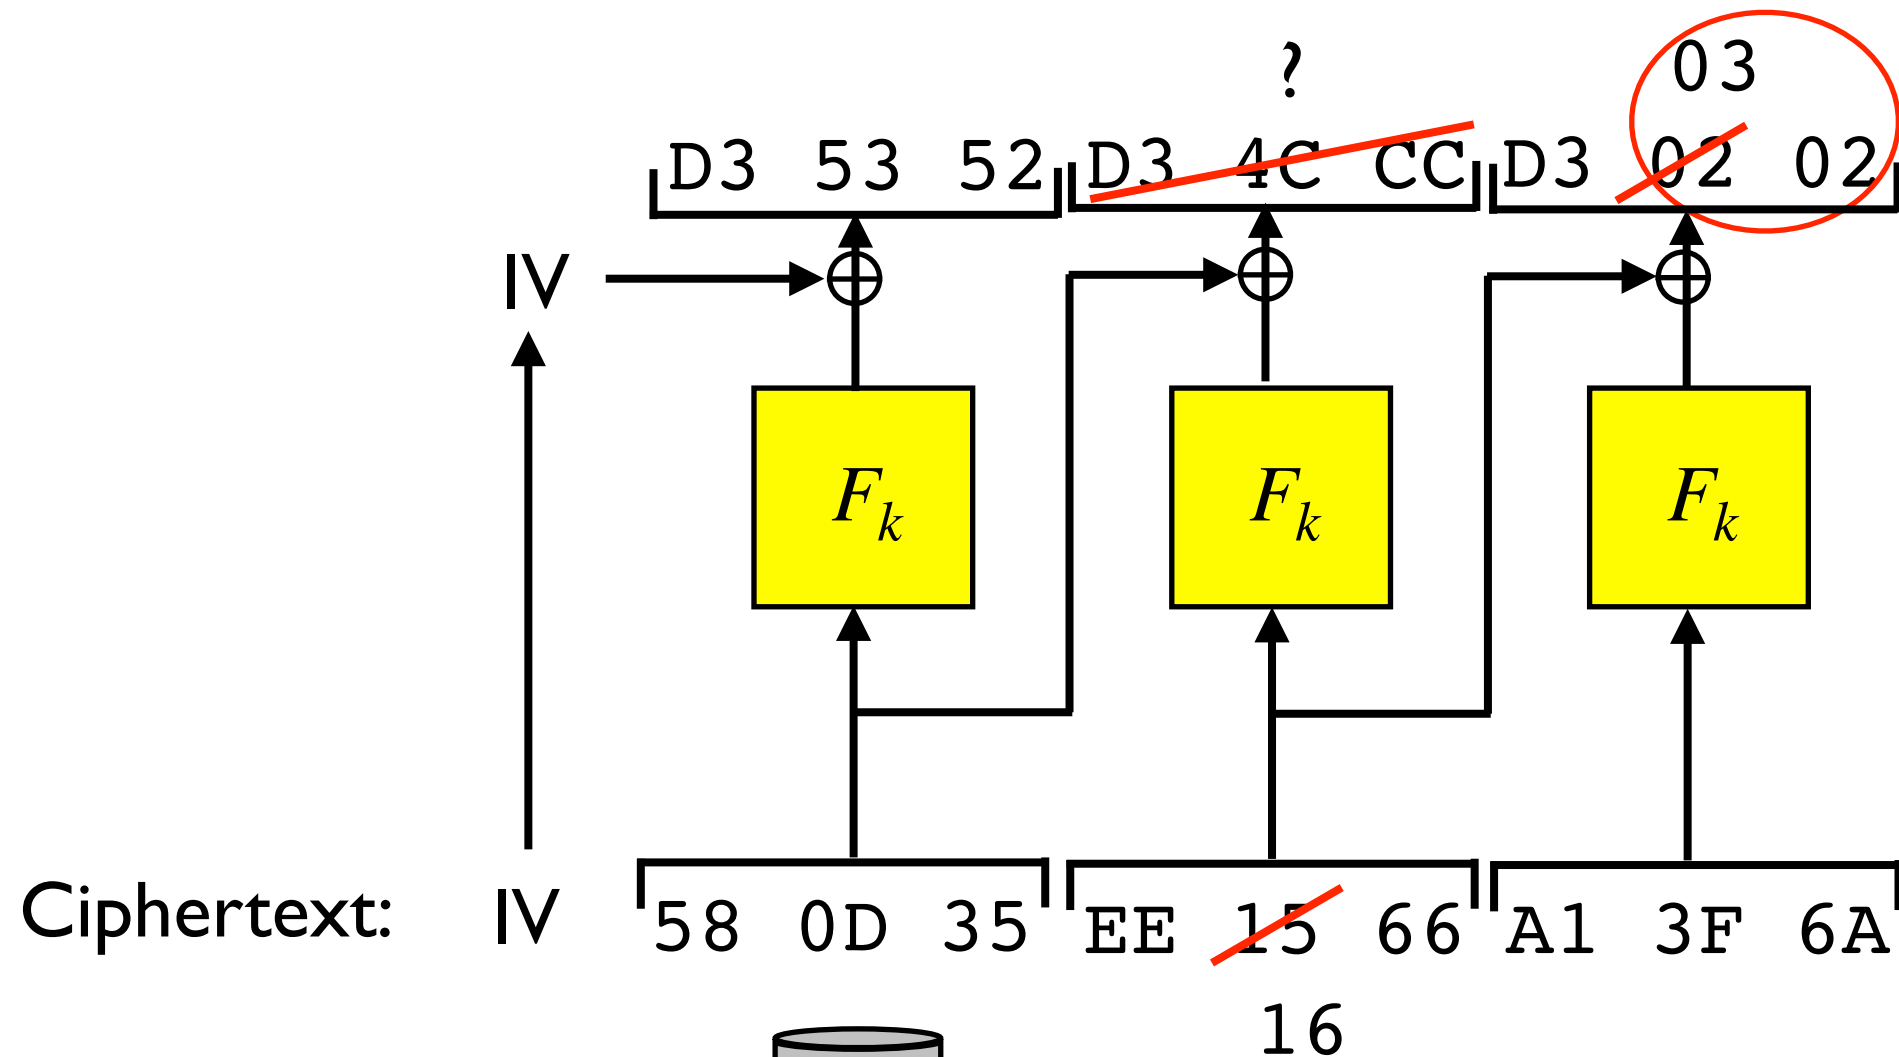 ?
03
D3 53 52 D3 4C CC D3 02 02
IV
Fk Fk Fk
Ciphertext: IV 58 0D 35 EE 15 66 A1 3F 6A
16